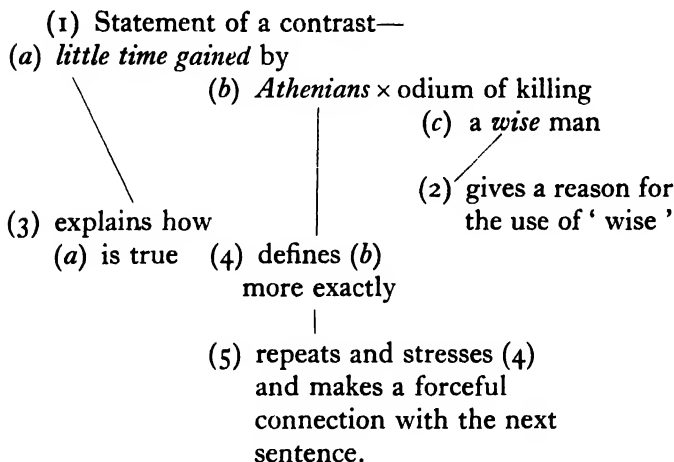 (1) Statement of a contrast—
(a) little time gained by
(b) Athenians × odium of killing
(c) a wise man
(2) gives a reason for
the use of ‘ wise ’
(3) explains how
(a) is true
(4) defines (b)
more exactly
(5) repeats and stresses (4)
and makes a forceful
connection with the next
sentence.